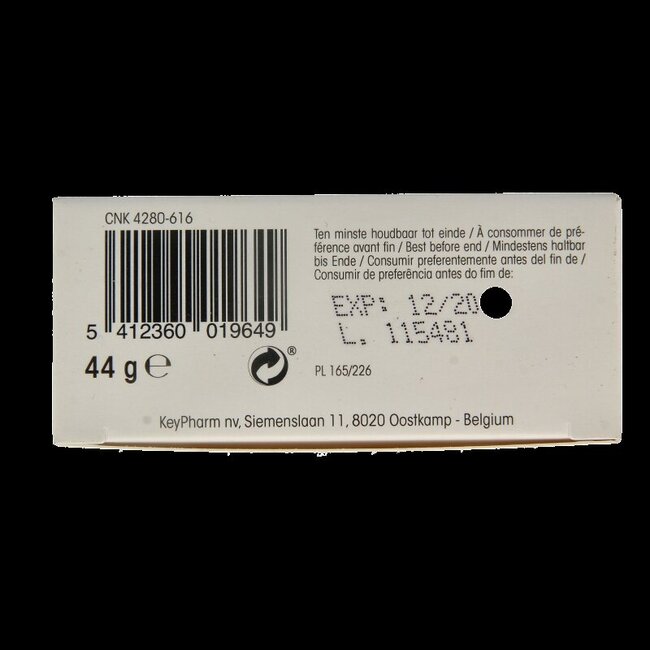 CNK 4280-616
5 412360 019649
44 g ℮
®
Ten minste houdbaar tot einde / À consommer de pré-
férence avant fin / Best before end / Mindestens haltbar
bis Ende / Consumir preferentemente antes del fin de /
Consumir de preferência antes do fim de:
EXP: 12/20
L. 115481
PL 165/226
KeyPharm nv, Siemenslaan 11, 8020 Oostkamp - Belgium